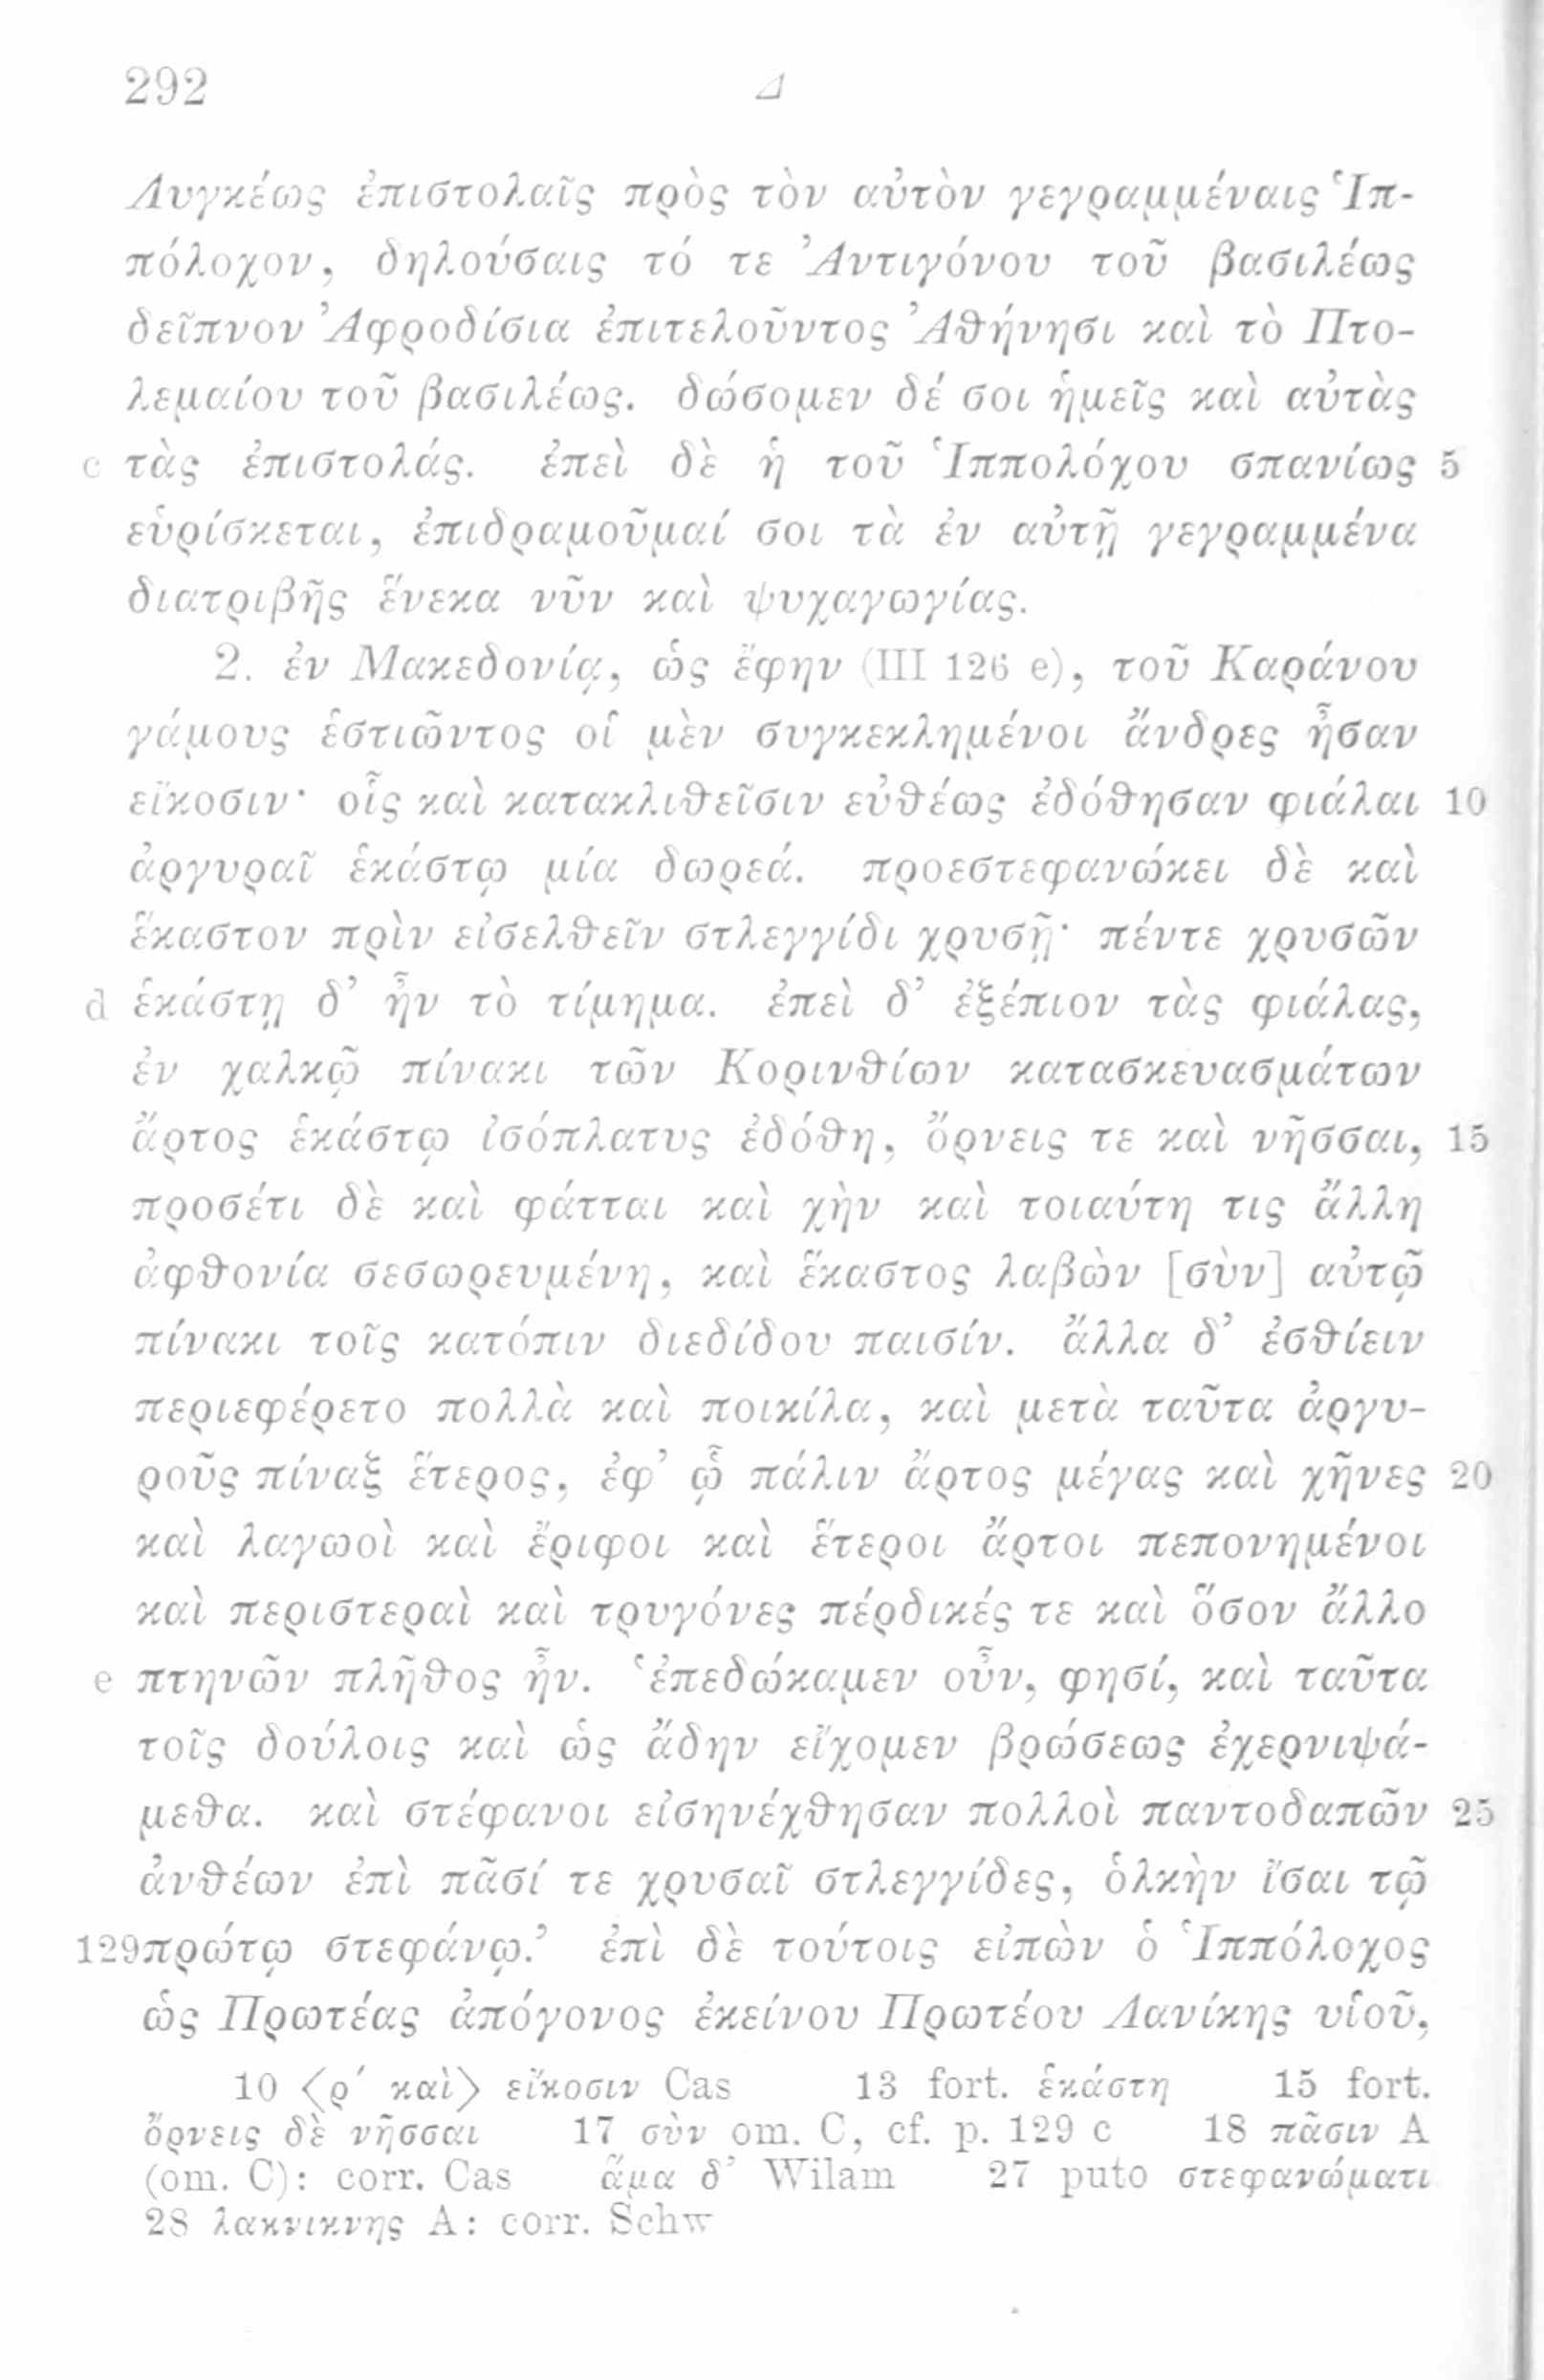 292 Δ
Λυγκέως ἐπιστολαῖς πρὸς τὸν αὐτὸν γεγραμμέναις Ἱπ-
πόλοχον, δηλούσαις τό τε Ἀντιγόνου τοῦ βασιλέως
δεῖπνον Ἀφροδίσια ἐπιτελοῦντος Ἀθήνησι καὶ τὸ Πτο-
λεμαίου τοῦ βασιλέως. δώσομεν δέ σοι ἡμεῖς καὶ αὐτὰς
c τὰς ἐπιστολάς. ἐπεὶ δὲ ἡ τοῦ Ἱππολόχου σπανίως 5
εὑρίσκεται, ἐπιδραμοῦμαί σοι τὰ ἐν αὐτῇ γεγραμμένα
διατριβῆς ἕνεκα νῦν καὶ ψυχαγωγίας.
2. ἐν Μακεδονίᾳ, ὡς ἔφην (III 126 e), τοῦ Καράνου
γάμους ἑστιῶντος οἱ μὲν συγκεκλημένοι ἄνδρες ἦσαν
εἴκοσιν· οἷς καὶ κατακλιθεῖσιν εὐθέως ἐδόθησαν φιάλαι 10
ἀργυραῖ ἑκάστῳ μία δωρεά. προεστεφανώκει δὲ καὶ
ἕκαστον πρὶν εἰσελθεῖν στλεγγίδι χρυσῇ· πέντε χρυσῶν
d ἑκάστῃ δ’ ἦν τὸ τίμημα. ἐπεὶ δ’ ἐξέπιον τὰς φιάλας,
ἐν χαλκῷ πίνακι τῶν Κορινθίων κατασκευασμάτων
ἄρτος ἑκάστῳ ἰσόπλατυς ἐδόθη, ὄρνεις τε καὶ νῆσσαι, 15
προσέτι δὲ καὶ φάτται καὶ χὴν καὶ τοιαύτη τις ἄλλη
ἀφθονία σεσωρευμένη, καὶ ἕκαστος λαβὼν [σὺν] αὐτῷ
πίνακι τοῖς κατόπιν διεδίδου παισίν. ἄλλα δ’ ἐσθίειν
περιεφέρετο πολλὰ καὶ ποικίλα, καὶ μετὰ ταῦτα ἀργυ-
ροῦς πίναξ ἕτερος, ἐφ’ ᾧ πάλιν ἄρτος μέγας καὶ χῆνες 20
καὶ λαγωοὶ καὶ ἔριφοι καὶ ἕτεροι ἄρτοι πεπονημένοι
καὶ περιστεραὶ καὶ τρυγόνες πέρδικές τε καὶ ὅσον ἄλλο
e πτηνῶν πλῆθος ἦν. ‘ἐπεδώκαμεν οὖν, φησί, καὶ ταῦτα
τοῖς δούλοις καὶ ὡς ἄδην εἴχομεν βρώσεως ἐχερνιψά-
μεθα. καὶ στέφανοι εἰσηνέχθησαν πολλοὶ παντοδαπῶν 25
ἀνθέων ἐπὶ πᾶσί τε χρυσαῖ στλεγγίδες, ὁλκὴν ἴσαι τῷ
129 πρώτῳ στεφάνῳ.’ ἐπὶ δὲ τούτοις εἰπὼν ὁ Ἱππόλοχος
ὡς Πρωτέας ἀπόγονος ἐκείνου Πρωτέου Λανίκης υἱοῦ,
10 &lt;ρ′ καὶ&gt; εἴκοσιν Cas 13 fort. ἑκάστη 15 fort.
ὄρνεις δὲ νῆσσαι 17 σὺν om. C, cf. p. 129 c 18 πᾶσιν A
(om. C): corr. Cas ἅμα δ’ Wilam 27 puto στεφανώματι
28 λακνικνης A: corr. Schw